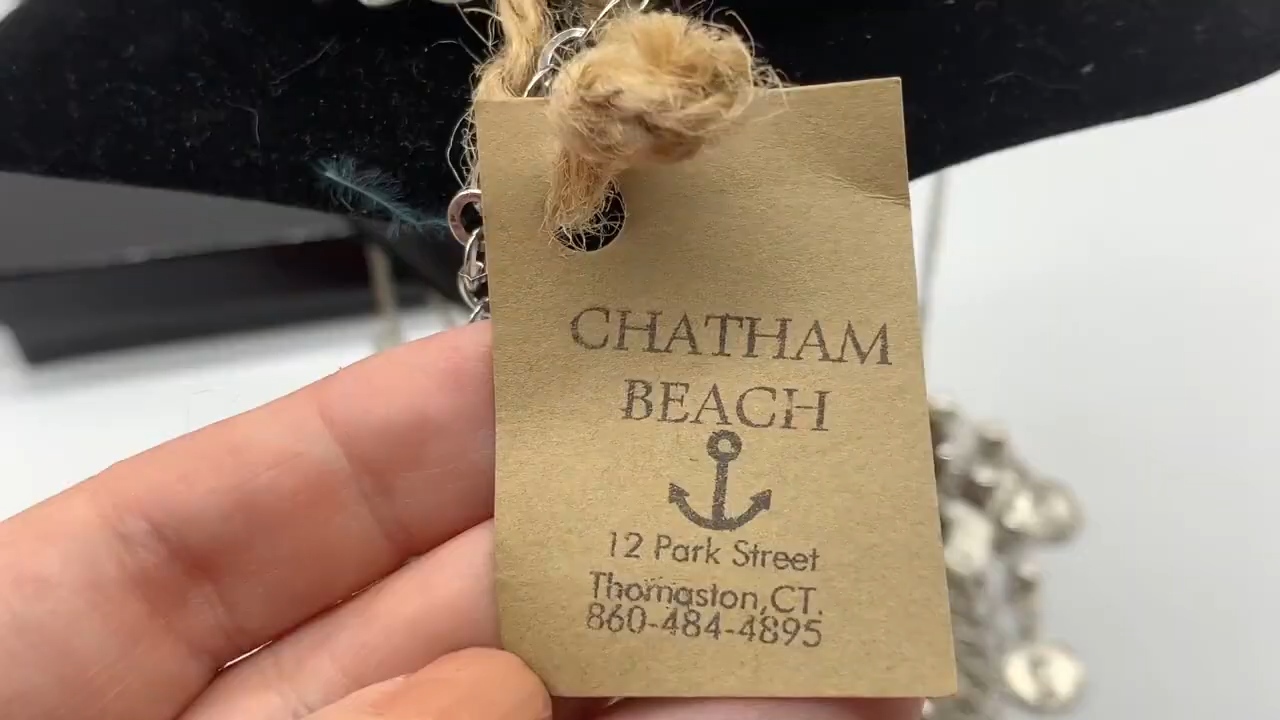 CHATHAM
BEACH
12 Park Street
Thomaston,CT.
860-484-4895